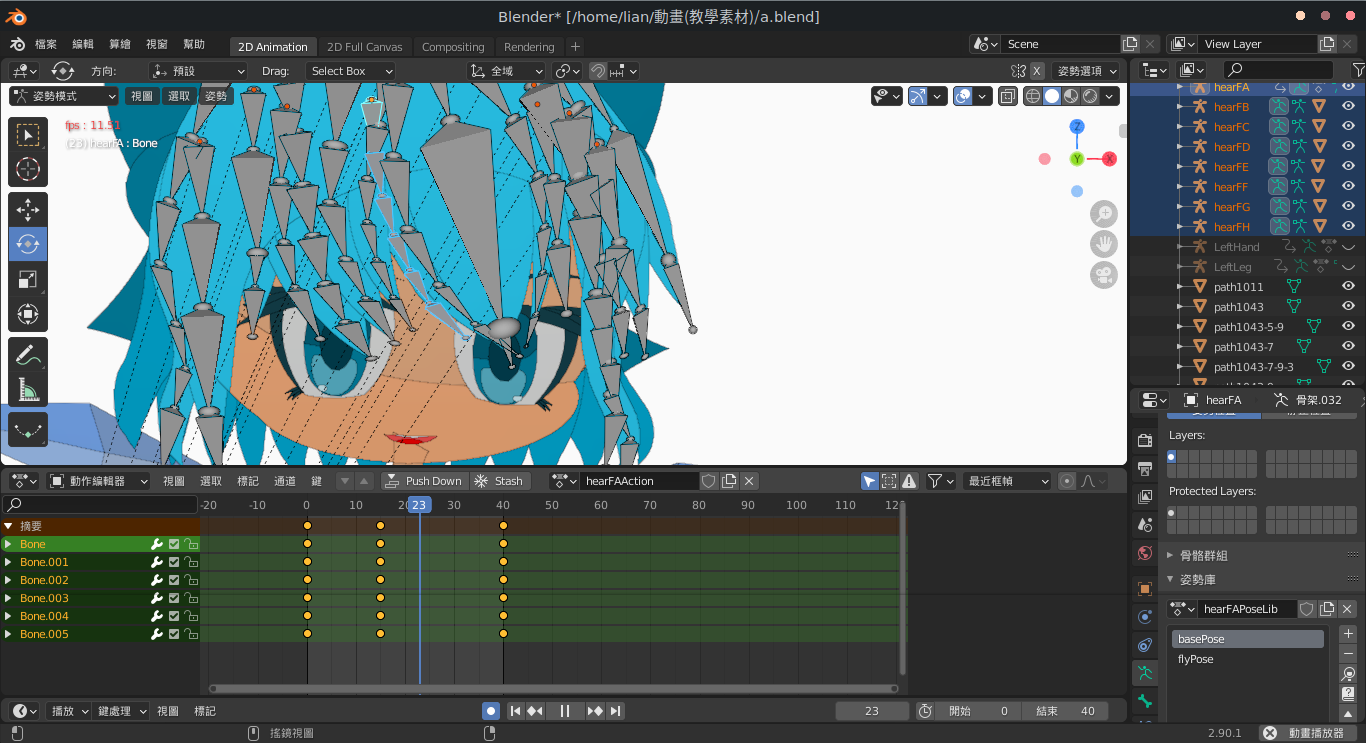 Blender* [/home/lian/動畫(教學素材)/a.blend]
檔案 編輯 算繪 視窗 幫助 2D Animation 2D Full Canvas Compositing Rendering + Scene View Layer
方向: 預設 Drag: Select Box 全域 X 姿勢選項
姿勢模式 視圖 選取 姿勢
fps : 11.51
(23) hearFA : Bone
Z
Y
X
hearFA
hearFB
hearFC
hearFD
hearFE
hearFF
hearFG
hearFH
LeftHand
LeftLeg
path1011
path1043
path1043-5-9
path1043-7
path1043-7-9-3
hearFA 骨架.032
Layers:
Protected Layers:
骨骼群組
姿勢庫
hearFAPoseLib
basePose
flyPose
動作編輯器 視圖 選取 標記 通道 鍵 Push Down Stash hearFAAction 最近框幀
-20 -10 0 10 23 30 40 50 60 70 80 90 100 110
摘要
Bone
Bone.001
Bone.002
Bone.003
Bone.004
Bone.005
播放 鍵處理 視圖 標記 23 開始 0 結束 40
搖鏡視圖 2.90.1 動畫播放器